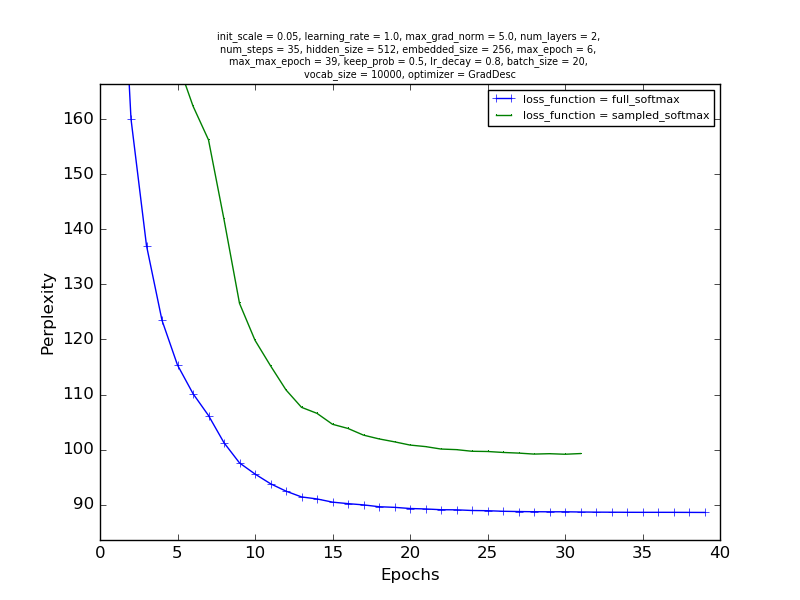 init_scale = 0.05, learning_rate = 1.0, max_grad_norm = 5.0, num_layers = 2,
num_steps = 35, hidden_size = 512, embedded_size = 256, max_epoch = 6,
max_max_epoch = 39, keep_prob = 0.5, lr_decay = 0.8, batch_size = 20,
vocab_size = 10000, optimizer = GradDesc
loss_function = full_softmax
loss_function = sampled_softmax
Perplexity
160
150
140
130
120
110
100
90
0 5 10 15 20 25 30 35 40
Epochs